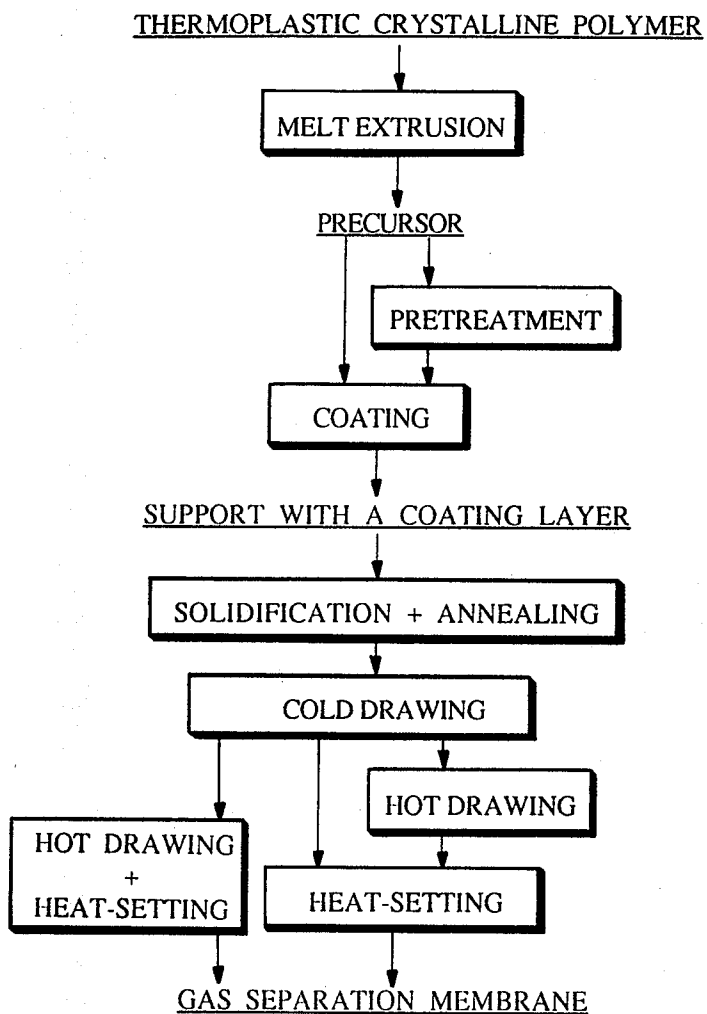 THERMOPLASTIC CRYSTALLINE POLYMER
MELT EXTRUSION
PRECURSOR
PRETREATMENT
COATING
SUPPORT WITH A COATING LAYER
SOLIDIFICATION + ANNEALING
COLD DRAWING
HOT DRAWING
HOT DRAWING
+
HEAT-SETTING
HEAT-SETTING
GAS SEPARATION MEMBRANE